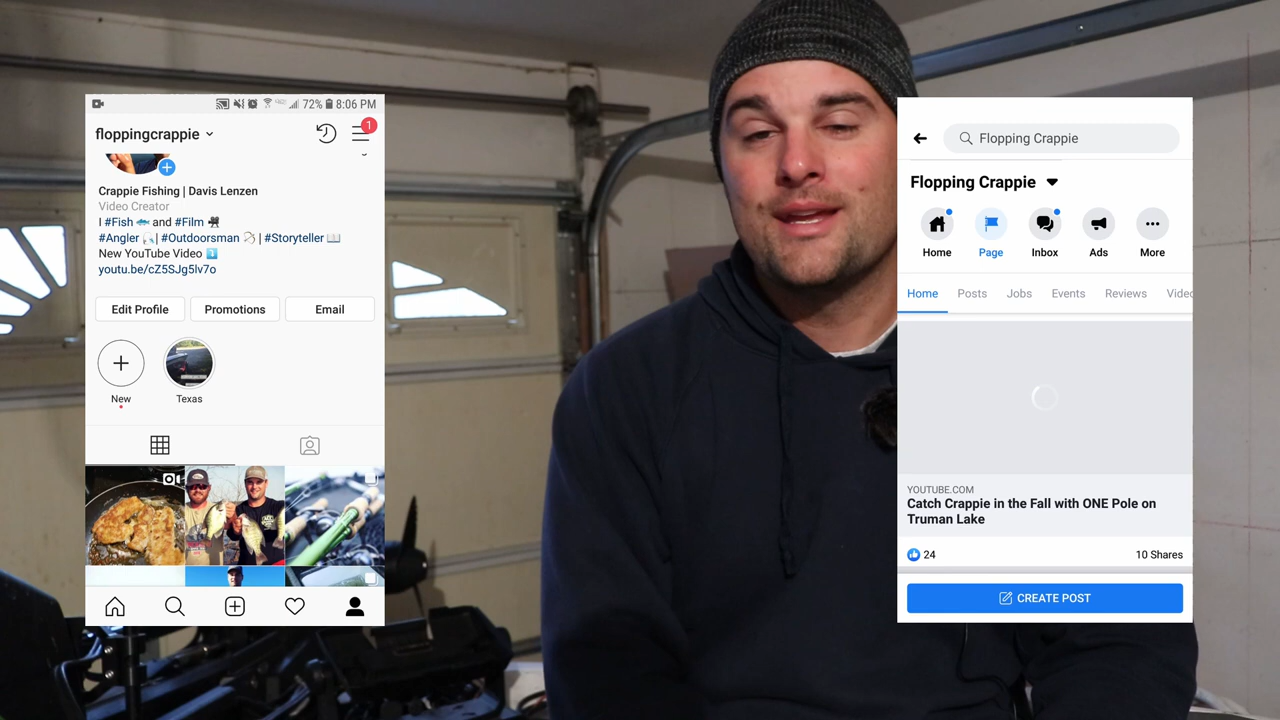 72% 8:06 PM
floppingcrappie
1
Crappie Fishing | Davis Lenzen
Video Creator
I #Fish 🐟 and #Film 🎥
#Angler 🎣 | #Outdoorsman 🏹 | #Storyteller 📖
New YouTube Video ⬇️
youtu.be/cZ5SJg5lv7o
Edit Profile
Promotions
Email
New
Texas
Flopping Crappie
Flopping Crappie
Home
Page
Inbox
Ads
More
Home
Posts
Jobs
Events
Reviews
Video
YOUTUBE.COM
Catch Crappie in the Fall with ONE Pole on
Truman Lake
24
10 Shares
CREATE POST